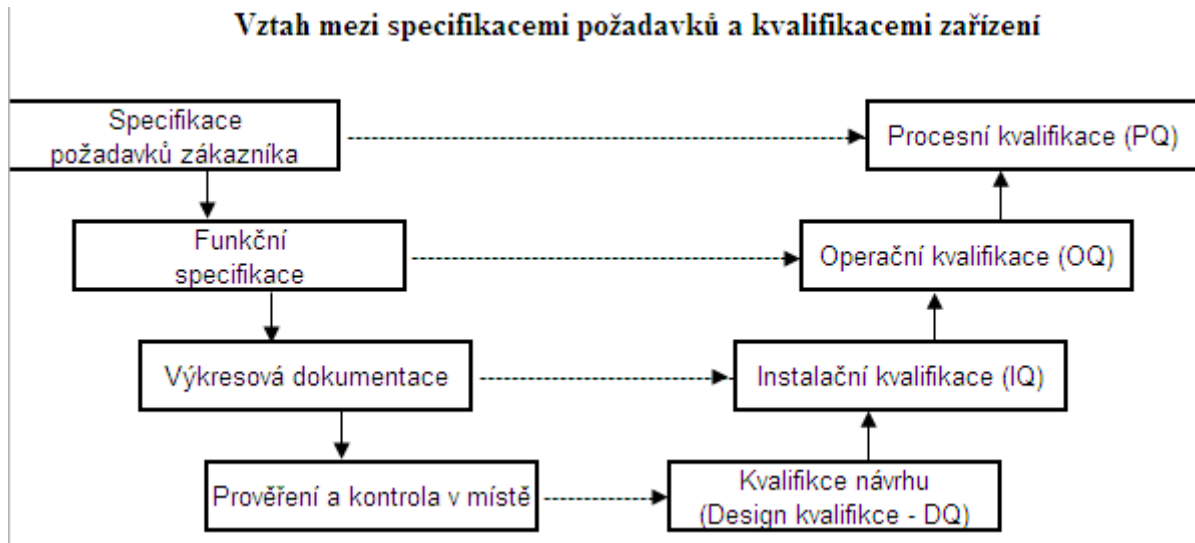 Vztah mezi specifikacemi požadavků a kvalifikacemi zařízení
Specifikace
požadavků zákazníka
Procesní kvalifikace (PQ)
Funkční
specifikace
Operační kvalifikace (OQ)
Výkresová dokumentace
Instalační kvalifikace (IQ)
Prověření a kontrola v místě
Kvalifikce návrhu
(Design kvalifikce - DQ)